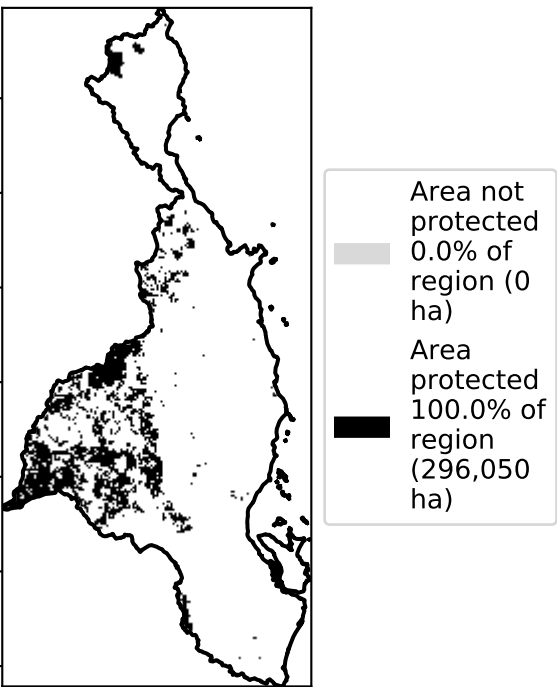 Area not
protected
0.0% of
region (0
ha)
Area
protected
100.0% of
region
(296,050
ha)